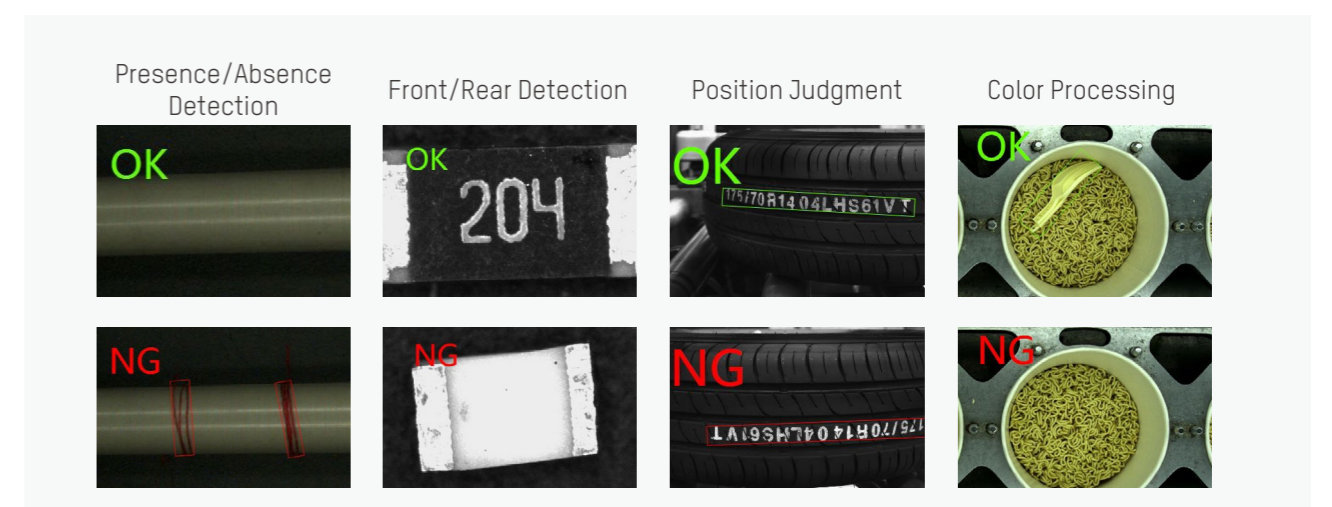 Presence/Absence
Detection
Front/Rear Detection
Position Judgment
Color Processing
OK
OK
204
OK
175/70R14 04LHS61VT
OK
NG
NG
NG
175/70R14 04LHS61VT
NG